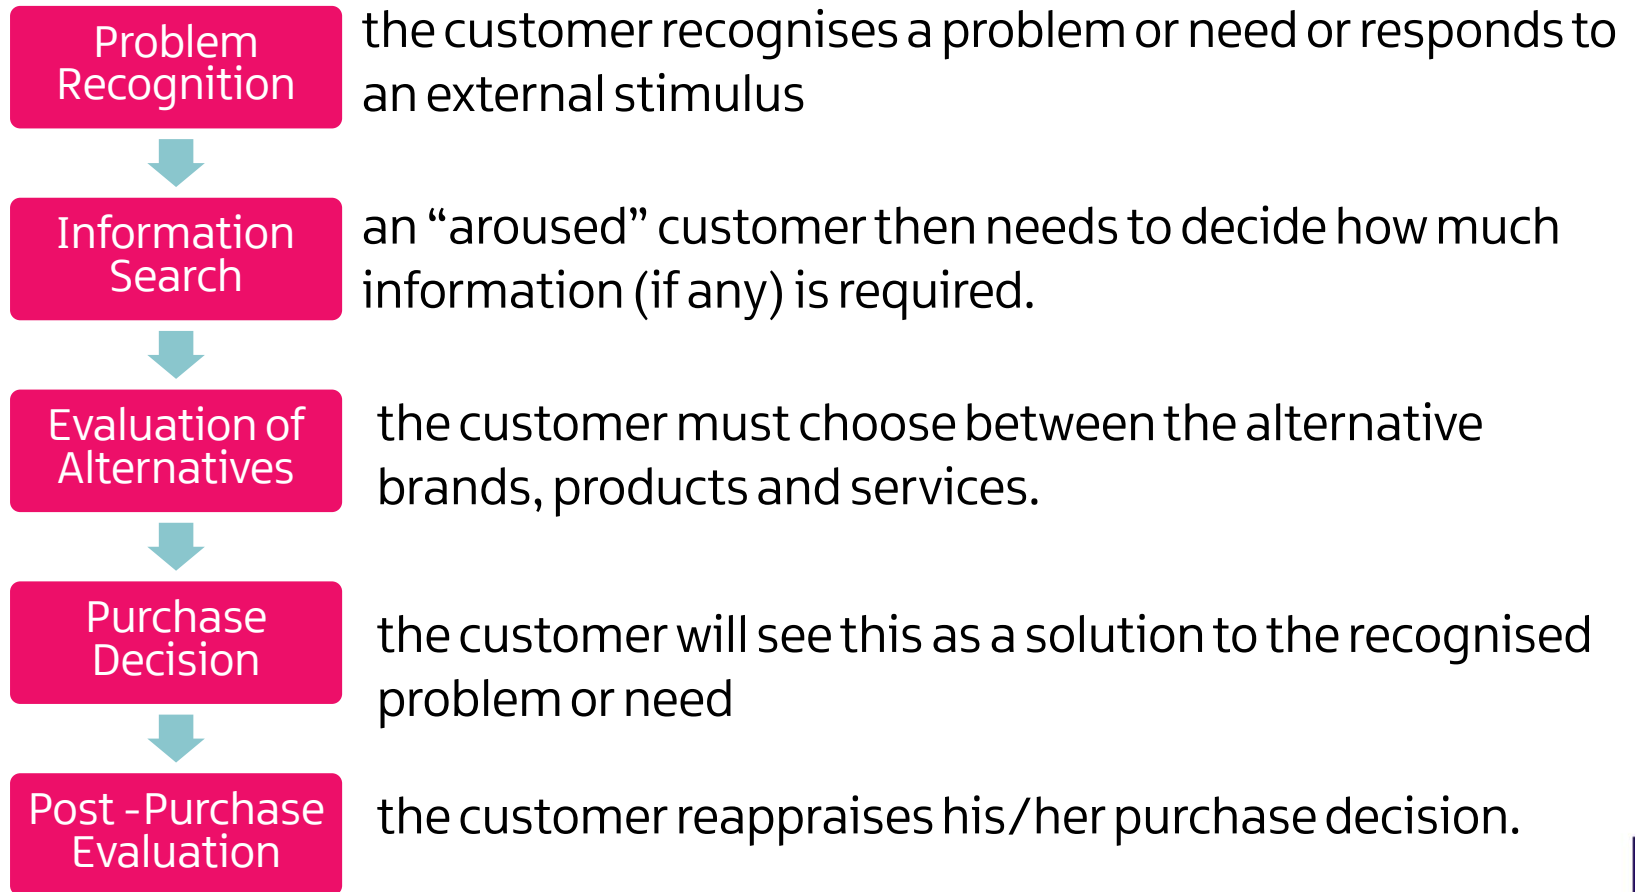 Problem
Recognition
the customer recognises a problem or need or responds to
an external stimulus
Information
Search
an “aroused” customer then needs to decide how much
information (if any) is required.
Evaluation of
Alternatives
the customer must choose between the alternative
brands, products and services.
Purchase
Decision
the customer will see this as a solution to the recognised
problem or need
Post -Purchase
Evaluation
the customer reappraises his/her purchase decision.